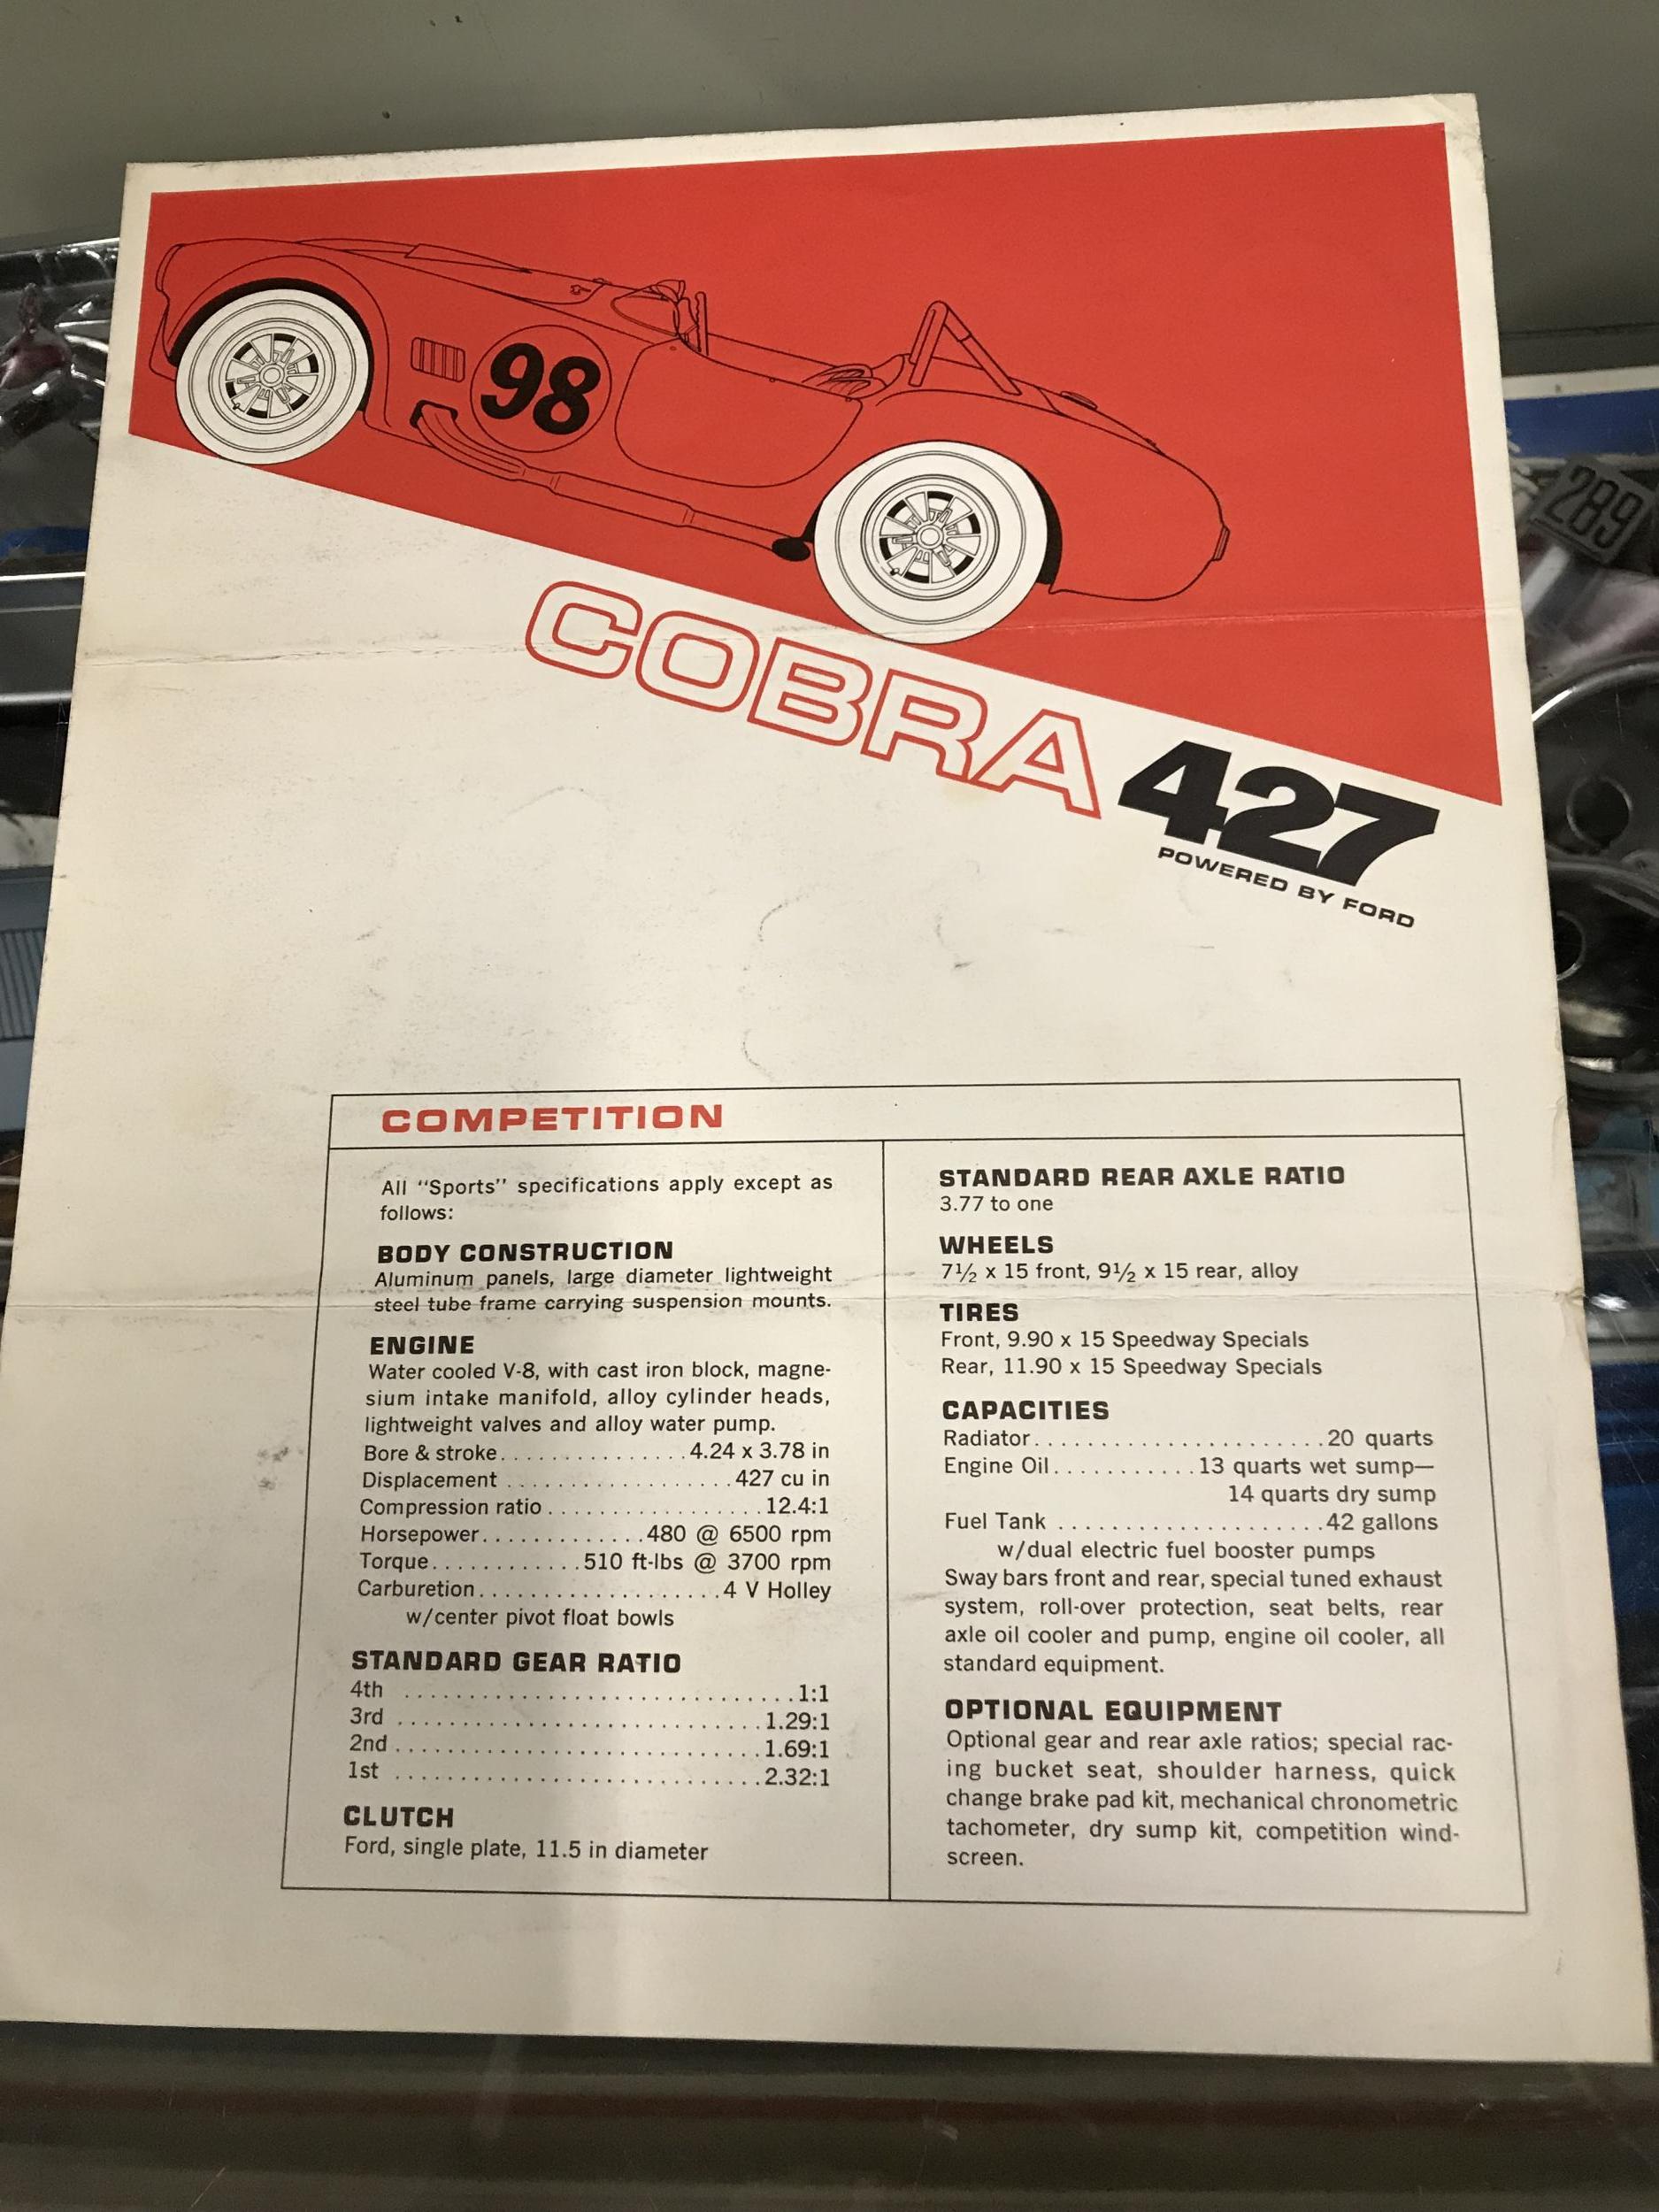 98
289
COBRA 427
POWERED BY FORD
COMPETITION
All "Sports" specifications apply except as
follows:
BODY CONSTRUCTION
Aluminum panels, large diameter lightweight
steel tube frame carrying suspension mounts.
ENGINE
Water cooled V-8, with cast iron block, magne-
sium intake manifold, alloy cylinder heads,
lightweight valves and alloy water pump.
Bore & stroke...............4.24 x 3.78 in
Displacement ..................427 cu in
Compression ratio .................12.4:1
Horsepower.............480 @ 6500 rpm
Torque............510 ft-lbs @ 3700 rpm
Carburetion...................4 V Holley
w/center pivot float bowls
STANDARD GEAR RATIO
4th ...............................1:1
3rd .............................1.29:1
2nd .............................1.69:1
1st .............................2.32:1
CLUTCH
Ford, single plate, 11.5 in diameter
STANDARD REAR AXLE RATIO
3.77 to one
WHEELS
7½ x 15 front, 9½ x 15 rear, alloy
TIRES
Front, 9.90 x 15 Speedway Specials
Rear, 11.90 x 15 Speedway Specials
CAPACITIES
Radiator.......................20 quarts
Engine Oil...........13 quarts wet sump—
14 quarts dry sump
Fuel Tank .....................42 gallons
w/dual electric fuel booster pumps
Sway bars front and rear, special tuned exhaust
system, roll-over protection, seat belts, rear
axle oil cooler and pump, engine oil cooler, all
standard equipment.
OPTIONAL EQUIPMENT
Optional gear and rear axle ratios; special rac-
ing bucket seat, shoulder harness, quick
change brake pad kit, mechanical chronometric
tachometer, dry sump kit, competition wind-
screen.